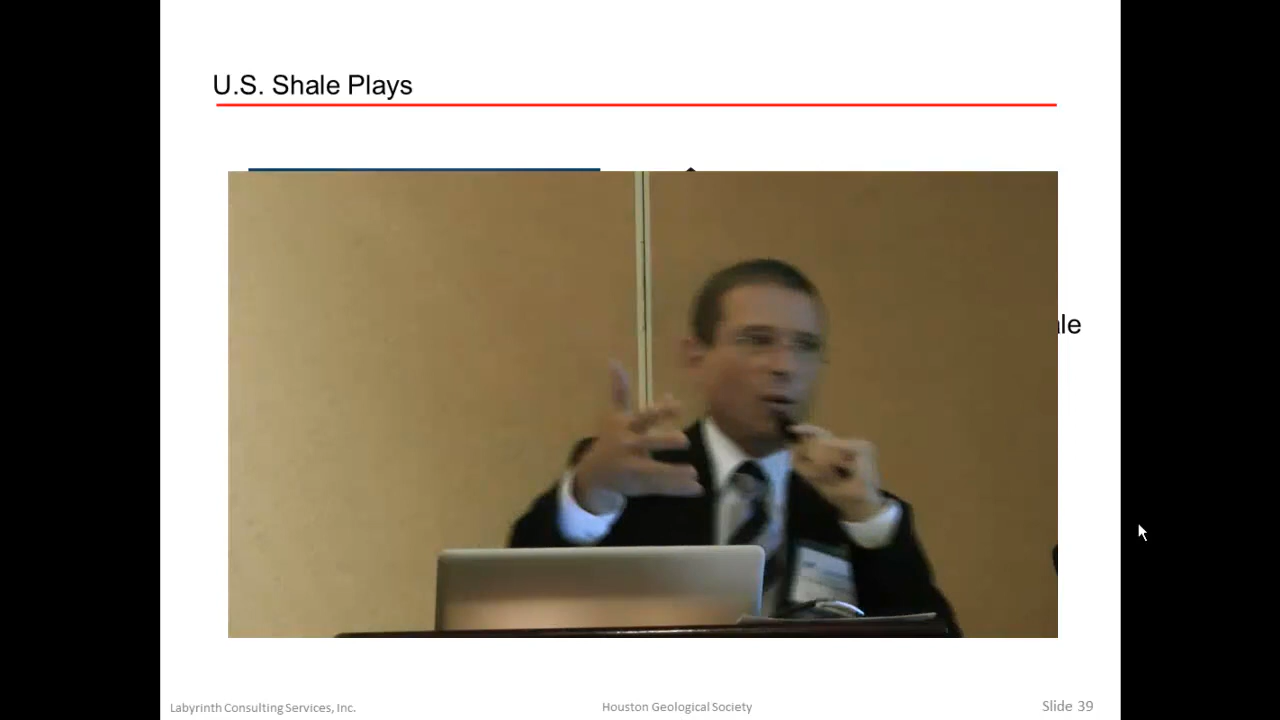 U.S. Shale Plays
ale
Labyrinth Consulting Services, Inc.
Houston Geological Society
Slide 39